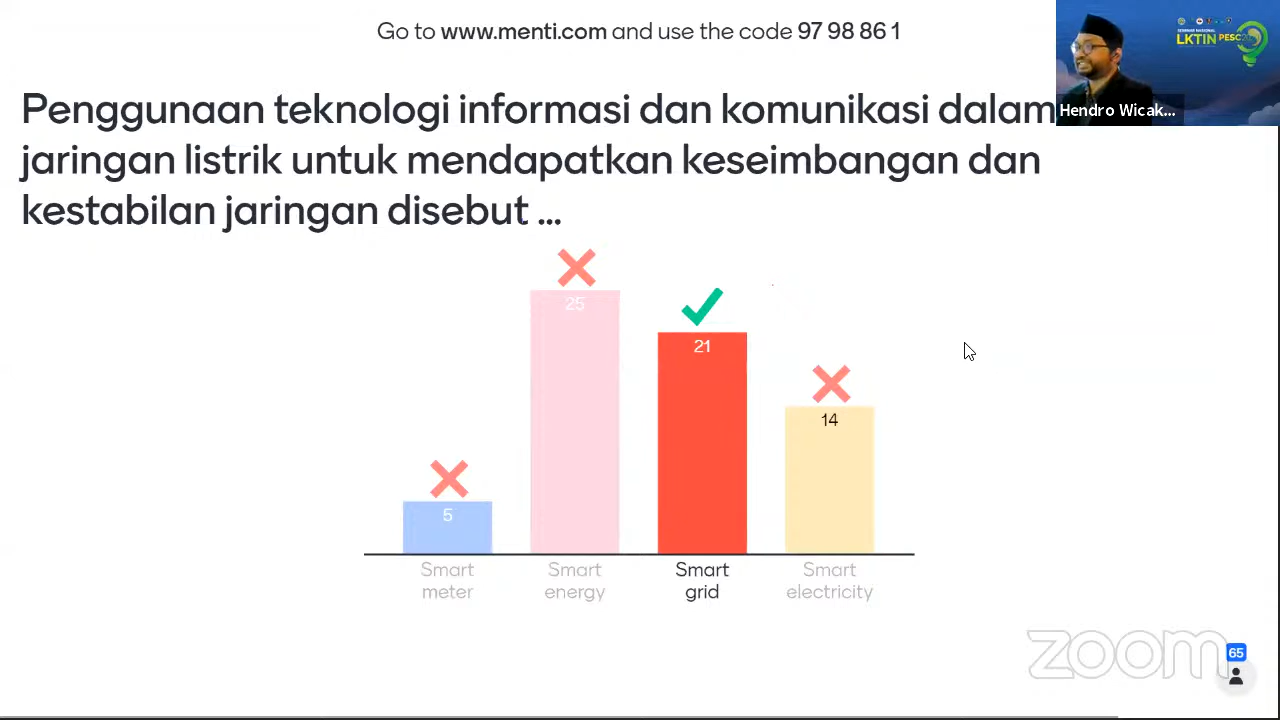 Go to www.menti.com and use the code 97 98 86 1
LKTIN PESC
Hendro Wicak...
Penggunaan teknologi informasi dan komunikasi dalam
jaringan listrik untuk mendapatkan keseimbangan dan
kestabilan jaringan disebut ...
25
21
14
5
Smart meter
Smart energy
Smart grid
Smart electricity
zoom
65